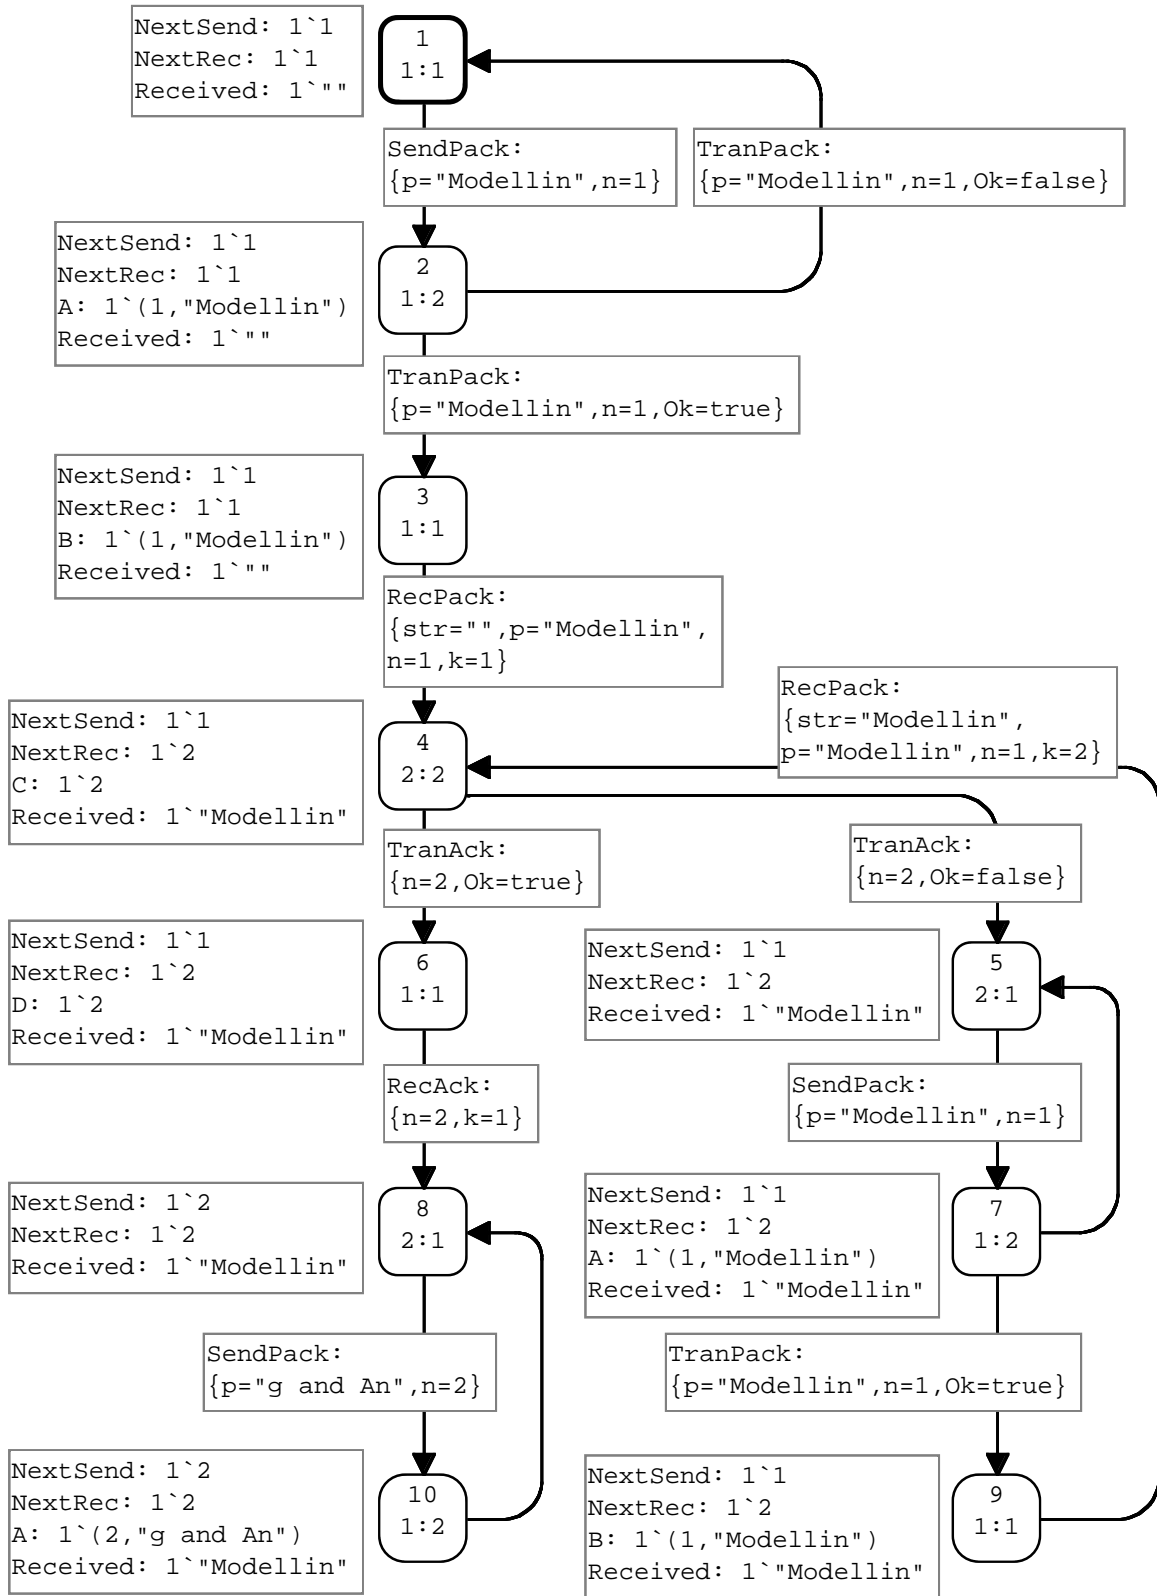 NextSend: 1`1
NextRec: 1`1
Received: 1`""
1
1:1
SendPack:
{p="Modellin",n=1}
TranPack:
{p="Modellin",n=1,Ok=false}
NextSend: 1`1
NextRec: 1`1
A: 1`(1,"Modellin")
Received: 1`""
2
1:2
TranPack:
{p="Modellin",n=1,Ok=true}
NextSend: 1`1
NextRec: 1`1
B: 1`(1,"Modellin")
Received: 1`""
3
1:1
RecPack:
{str="",p="Modellin",
n=1,k=1}
RecPack:
{str="Modellin",
p="Modellin",n=1,k=2}
NextSend: 1`1
NextRec: 1`2
C: 1`2
Received: 1`"Modellin"
4
2:2
TranAck:
{n=2,Ok=true}
TranAck:
{n=2,Ok=false}
NextSend: 1`1
NextRec: 1`2
D: 1`2
Received: 1`"Modellin"
6
1:1
NextSend: 1`1
NextRec: 1`2
Received: 1`"Modellin"
5
2:1
RecAck:
{n=2,k=1}
SendPack:
{p="Modellin",n=1}
NextSend: 1`2
NextRec: 1`2
Received: 1`"Modellin"
8
2:1
NextSend: 1`1
NextRec: 1`2
A: 1`(1,"Modellin")
Received: 1`"Modellin"
7
1:2
SendPack:
{p="g and An",n=2}
TranPack:
{p="Modellin",n=1,Ok=true}
NextSend: 1`2
NextRec: 1`2
A: 1`(2,"g and An")
Received: 1`"Modellin"
10
1:2
NextSend: 1`1
NextRec: 1`2
B: 1`(1,"Modellin")
Received: 1`"Modellin"
9
1:1